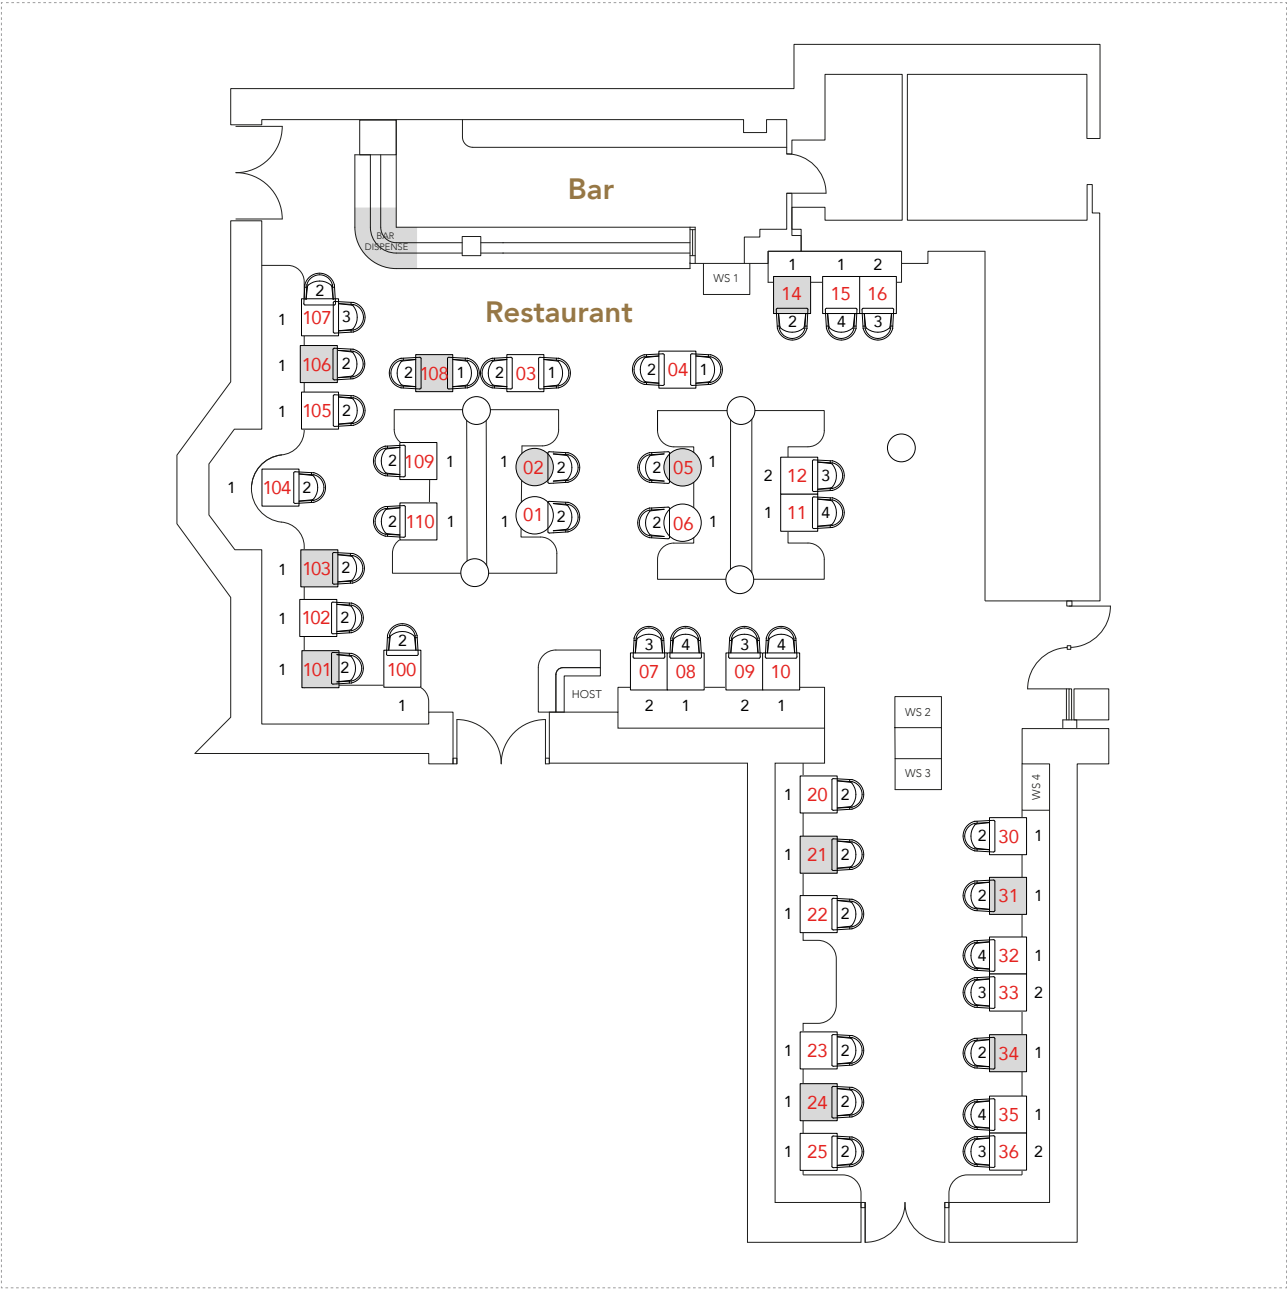 Bar
BAR
DISPENSE
WS 1
1 1 2
14 15 16
2 4 3
Restaurant
2
1 107 3
1 106 2
1 105 2
2 108 1 2 03 1
2 04 1
2 109 1
1 02 2
2 05 1
2 12 3
1 104 2
2 110 1
1 01 2
2 06 1
1 11 4
1 103 2
1 102 2
1 101 2
2
100
1
HOST
3 4 3 4
07 08 09 10
2 1 2 1
WS 2
WS 3
WS 4
1 20 2
2 30 1
1 21 2
2 31 1
1 22 2
4 32 1
3 33 2
1 23 2
2 34 1
1 24 2
4 35 1
1 25 2
3 36 2